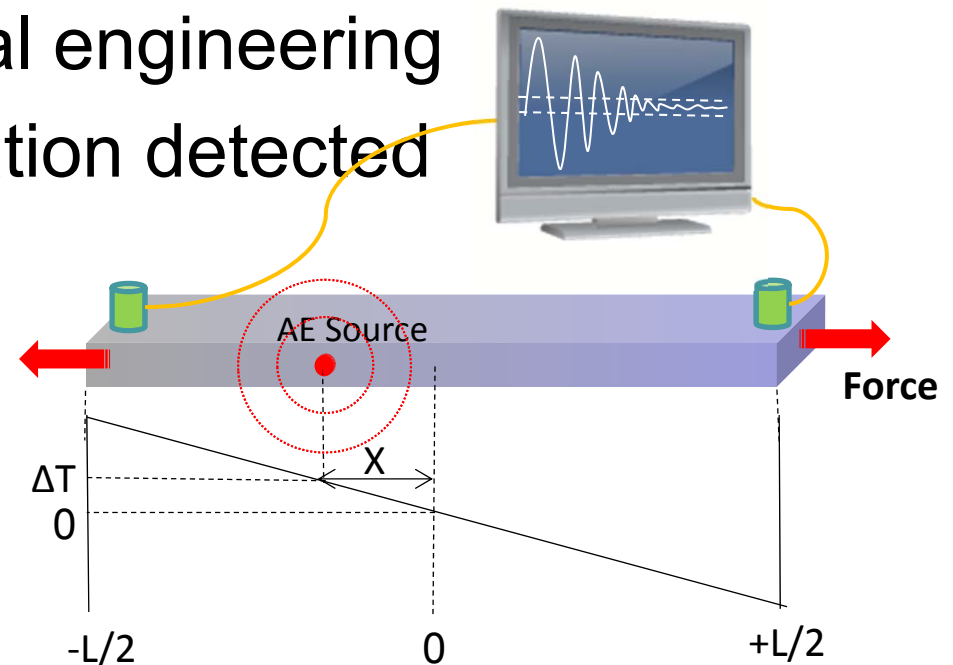 al engineering
tion detected
AE Source
Force
X
ΔT
0
-L/2
0
+L/2